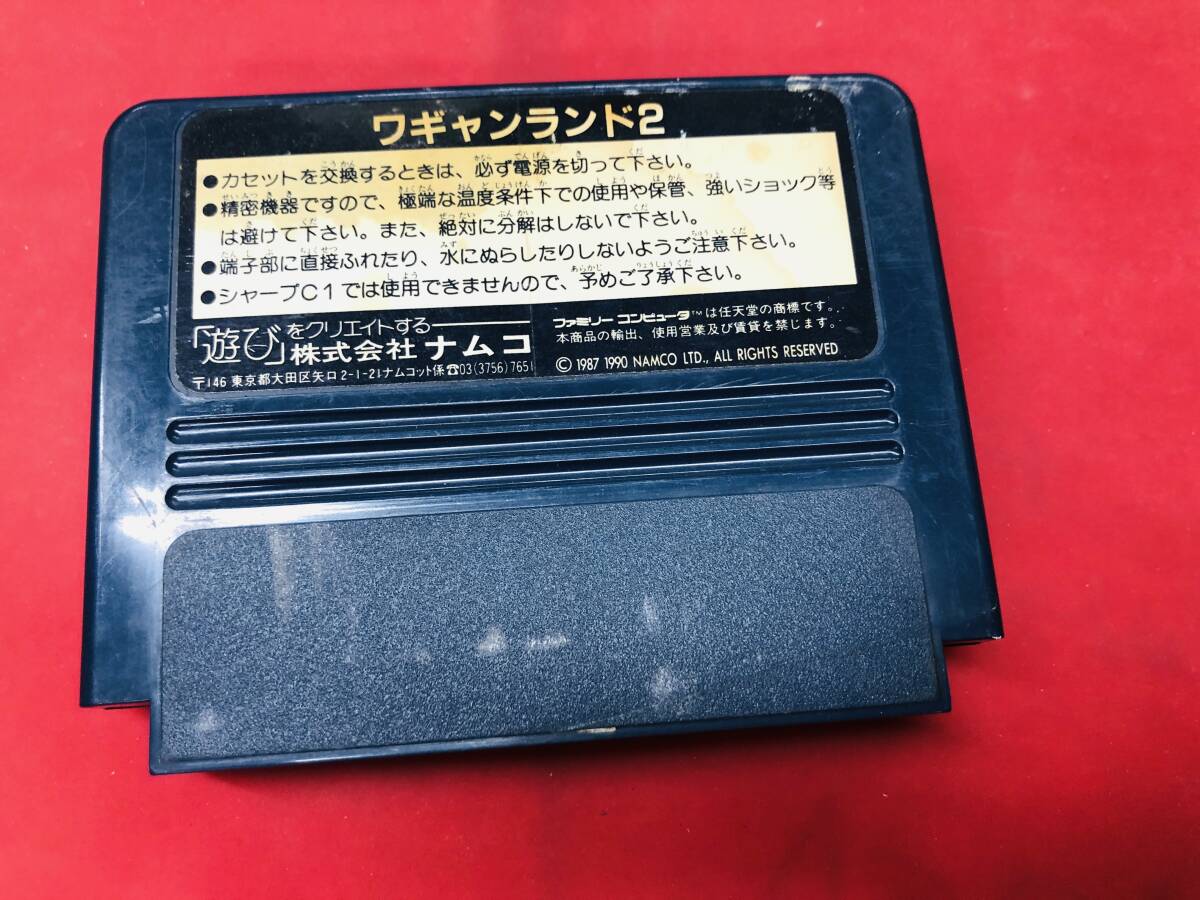 ワギャンランド2
●カセットを交換するときは、必ず電源を切って下さい。
●精密機器ですので、極端な温度条件下での使用や保管、強いショック等
は避けて下さい。また、絶対に分解はしないで下さい。
●端子部に直接ふれたり、水にぬらしたりしないようご注意下さい。
●シャープC1では使用できませんので、予めご了承下さい。
「遊び」をクリエイトする
株式会社ナムコ
〒146 東京都大田区矢口2-1-21ナムコット係☎03(3756)7651
ファミリーコンピュータ™は任天堂の商標です。
本商品の輸出、使用営業及び賃貸を禁じます。
© 1987 1990 NAMCO LTD., ALL RIGHTS RESERVED